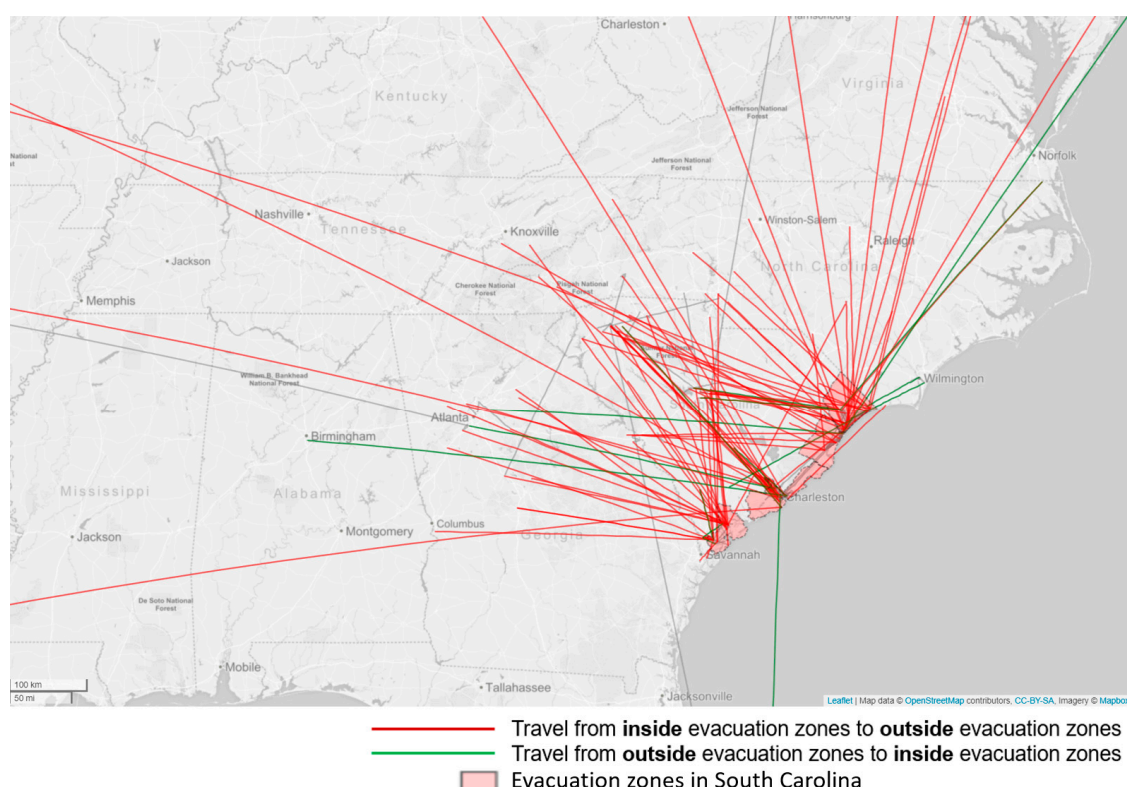 Charleston
Harrisonburg
Virginia
Kentucky
Jefferson National
Forest
National
st
Jefferson National
Forest
Norfolk
Nashville
Tennessee
Winston-Salem
Knoxville
Raleigh
Jackson
North Carolina
Cherokee National
Forest
Pisgah National
Forest
Memphis
William B. Bankhead
National Forest
Wilmington
Atlanta
Birmingham
Mississippi
Alabama
Charleston
Columbus
Montgomery
Jackson
Georgia
Savannah
De Soto National
Forest
Mobile
100 km
50 mi
Tallahassee
Jacksonville
Leaflet | Map data © OpenStreetMap contributors, CC-BY-SA, Imagery © Mapbox
Travel from inside evacuation zones to outside evacuation zones
Travel from outside evacuation zones to inside evacuation zones
Evacuation zones in South Carolina